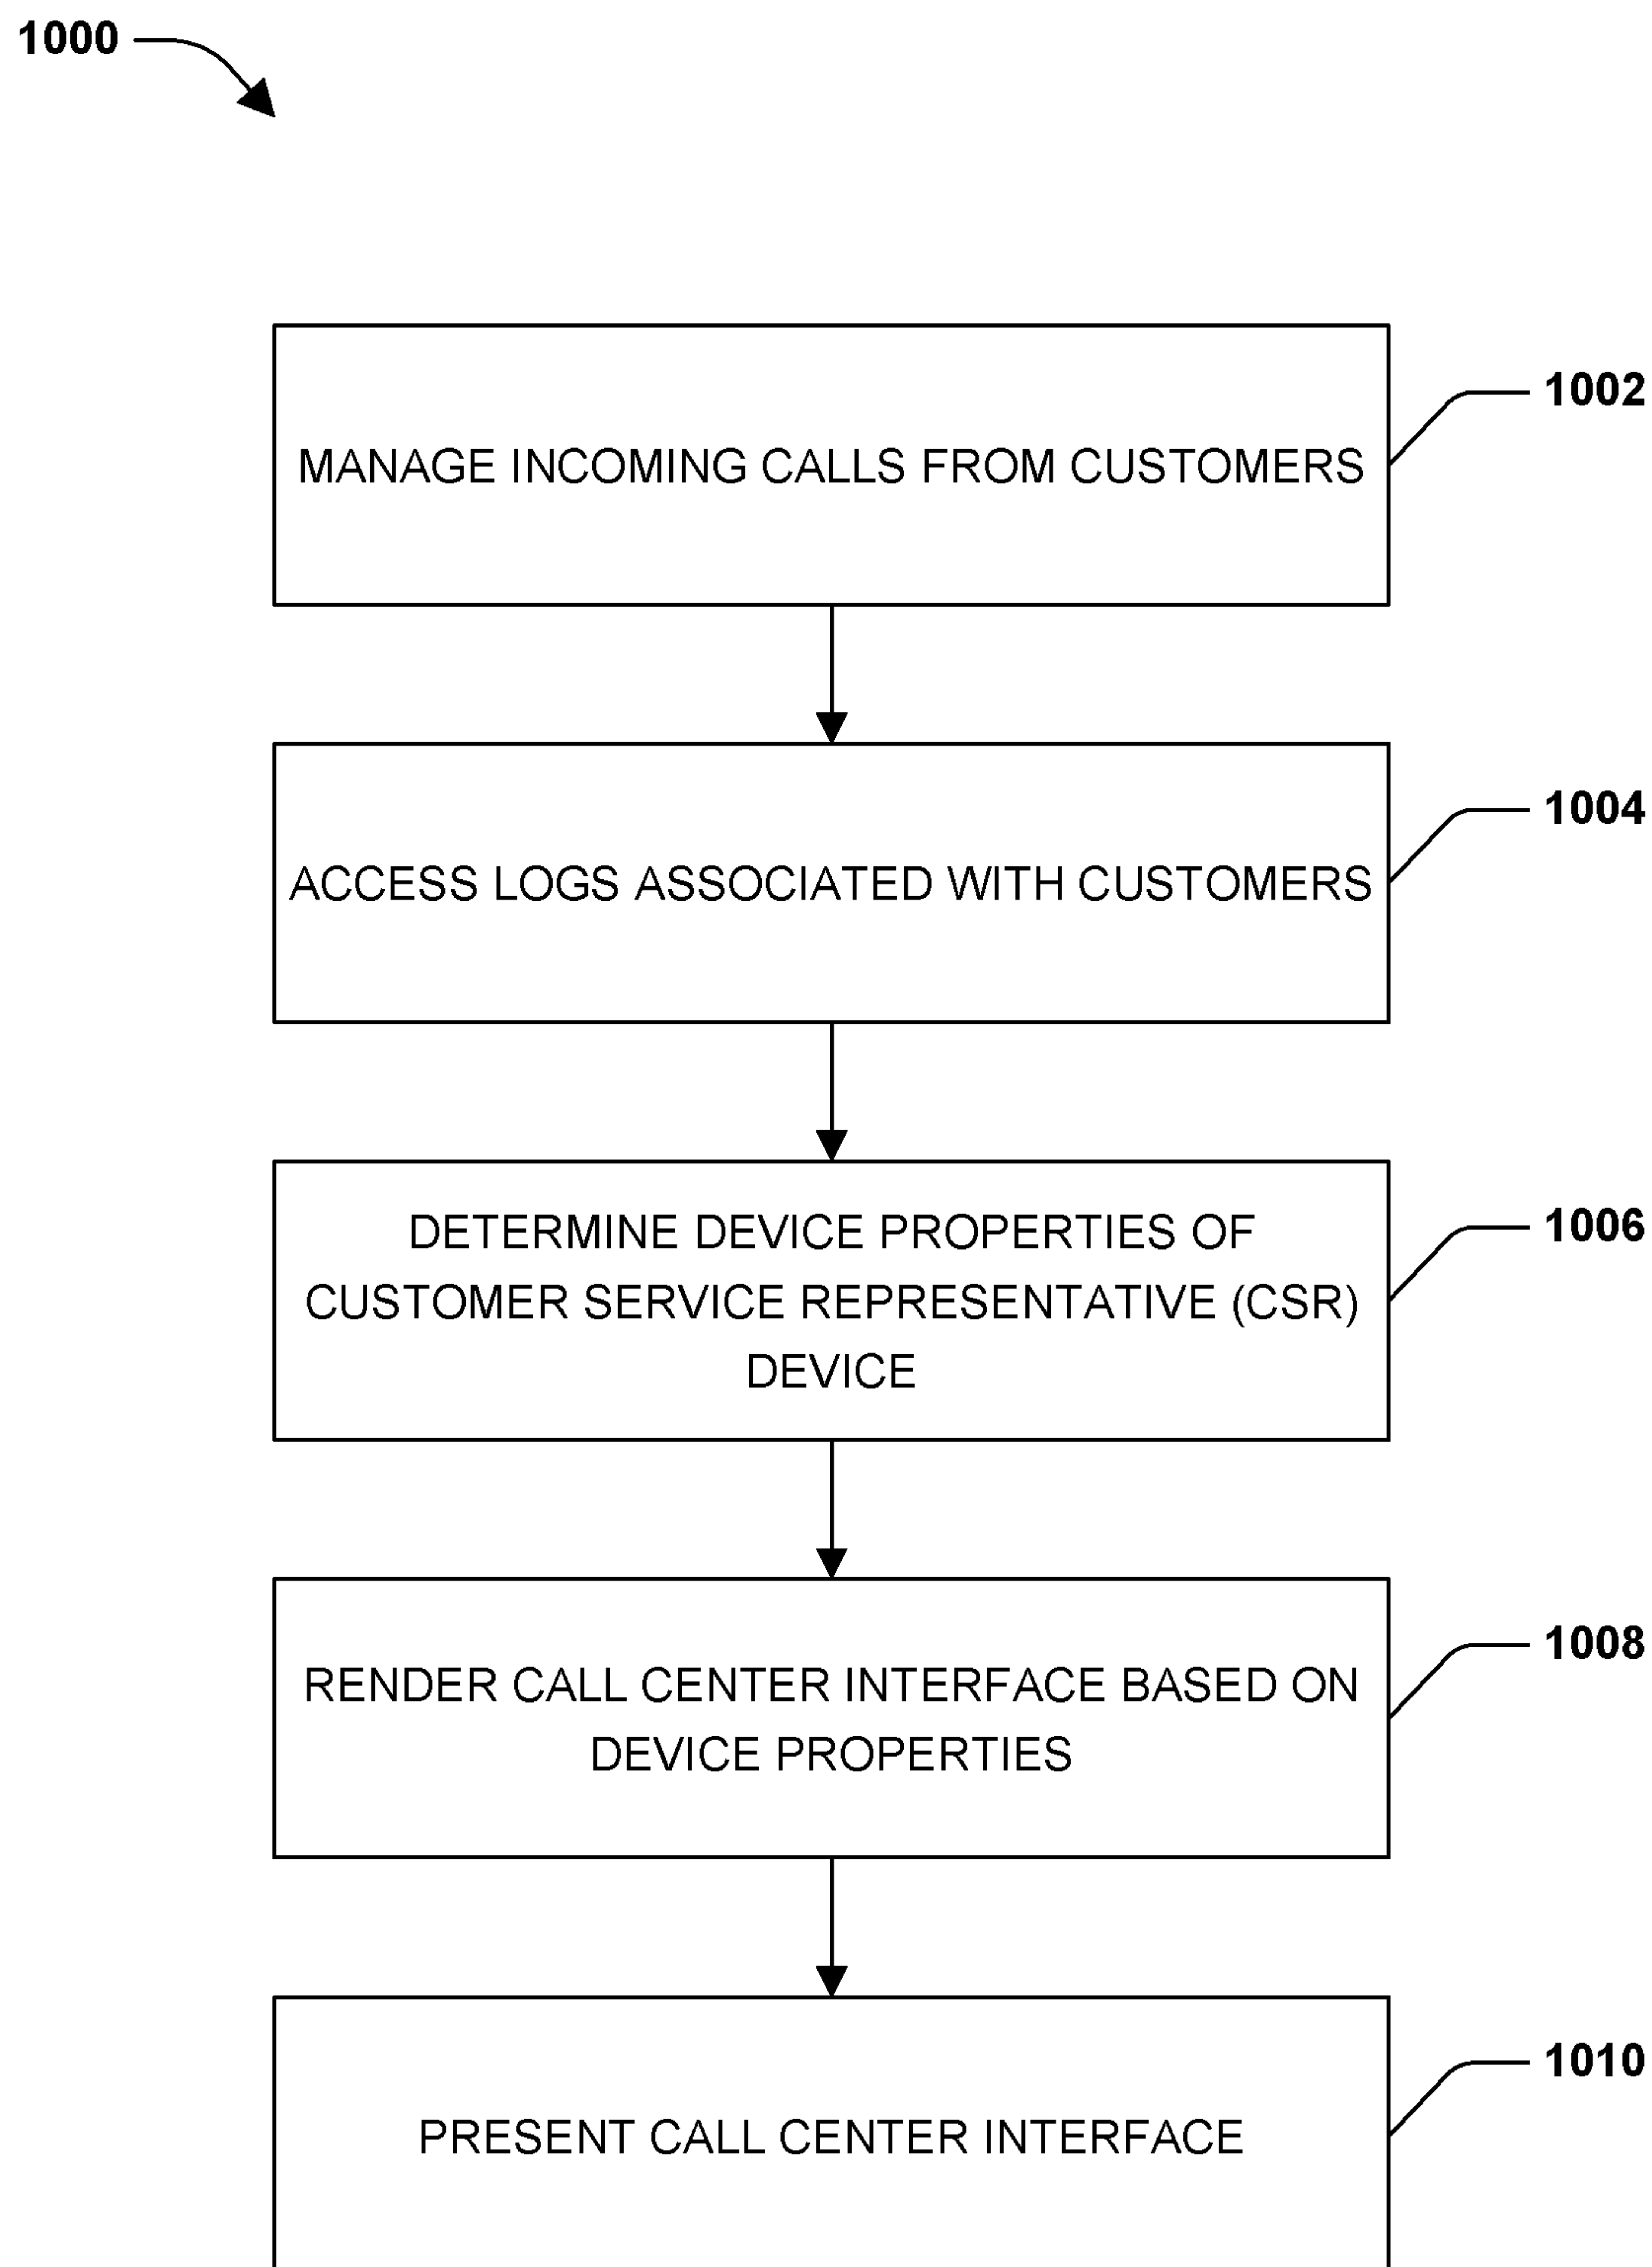 1000
1002
MANAGE INCOMING CALLS FROM CUSTOMERS
1004
ACCESS LOGS ASSOCIATED WITH CUSTOMERS
1006
DETERMINE DEVICE PROPERTIES OF
CUSTOMER SERVICE REPRESENTATIVE (CSR)
DEVICE
1008
RENDER CALL CENTER INTERFACE BASED ON
DEVICE PROPERTIES
1010
PRESENT CALL CENTER INTERFACE